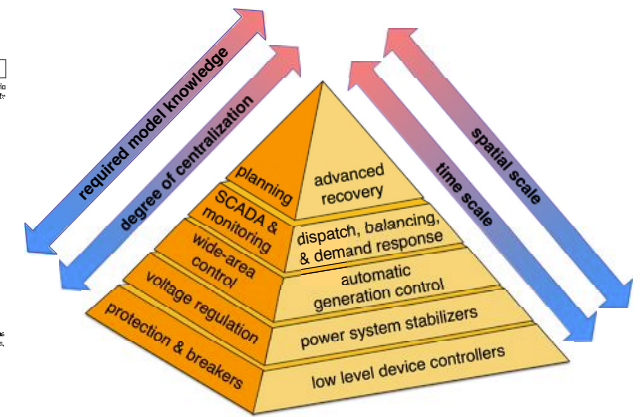 required model knowledge
degree of centralization
spatial scale
time scale
planning
advanced
recovery
SCADA &
monitoring
dispatch, balancing,
& demand response
wide-area
control
automatic
generation control
voltage regulation
power system stabilizers
protection & breakers
low level device controllers